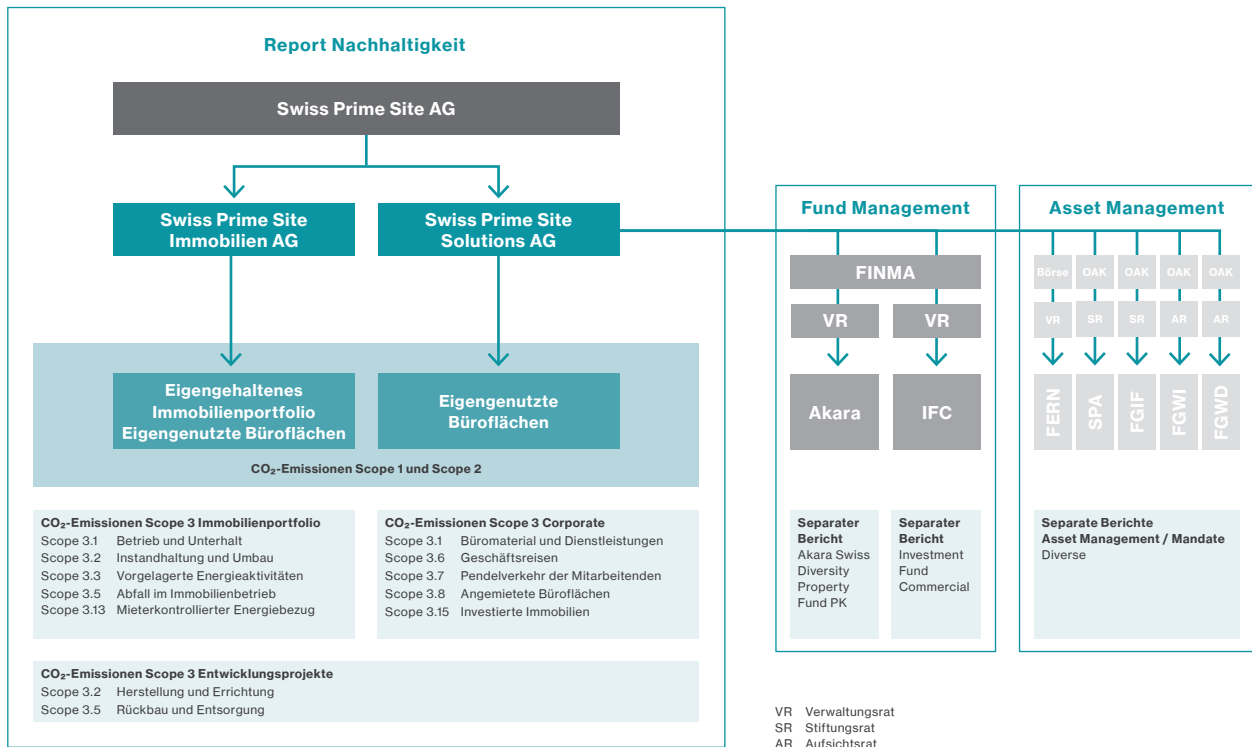 Report Nachhaltigkeit
Swiss Prime Site AG
Swiss Prime Site
Immobilien AG
Swiss Prime Site
Solutions AG
Eigengehaltenes
Immobilienportfolio
Eigengenutzte Büroflächen
Eigengenutzte
Büroflächen
CO₂-Emissionen Scope 1 und Scope 2
CO₂-Emissionen Scope 3 Immobilienportfolio
Scope 3.1 Betrieb und Unterhalt
Scope 3.2 Instandhaltung und Umbau
Scope 3.3 Vorgelagerte Energieaktivitäten
Scope 3.5 Abfall im Immobilienbetrieb
Scope 3.13 Mieterkontrollierter Energiebezug
CO₂-Emissionen Scope 3 Corporate
Scope 3.1 Büromaterial und Dienstleistungen
Scope 3.6 Geschäftsreisen
Scope 3.7 Pendelverkehr der Mitarbeitenden
Scope 3.8 Angemietete Büroflächen
Scope 3.15 Investierte Immobilien
CO₂-Emissionen Scope 3 Entwicklungsprojekte
Scope 3.2 Herstellung und Errichtung
Scope 3.5 Rückbau und Entsorgung
Fund Management
FINMA
VR VR
Akara IFC
Separater
Bericht
Akara Swiss
Diversity
Property
Fund PK
Separater
Bericht
Investment
Fund
Commercial
Asset Management
Börse OAK OAK OAK OAK
VR SR SR AR AR
FERN SPA FGIF FGWI FGWD
Separate Berichte
Asset Management / Mandate
Diverse
VR Verwaltungsrat
SR Stiftungsrat
AR Aufsichtsrat